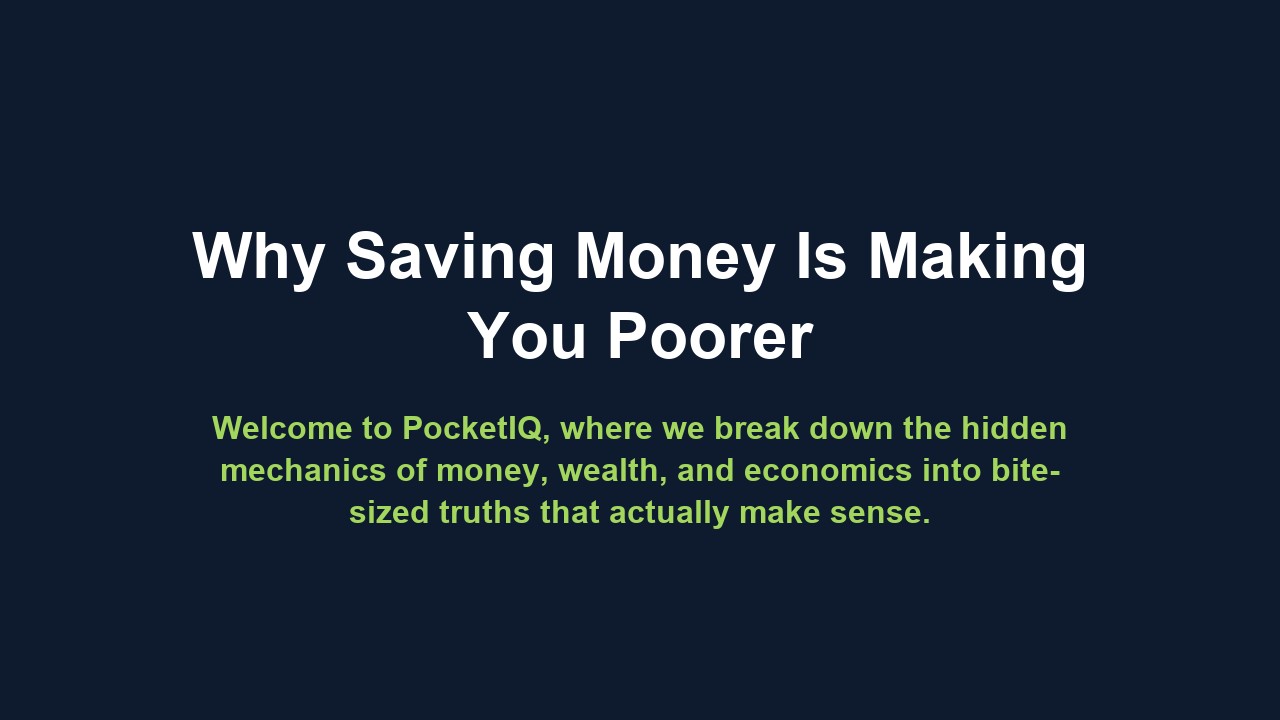 Why Saving Money Is Making
You Poorer
Welcome to PocketIQ, where we break down the hidden
mechanics of money, wealth, and economics into bite-
sized truths that actually make sense.